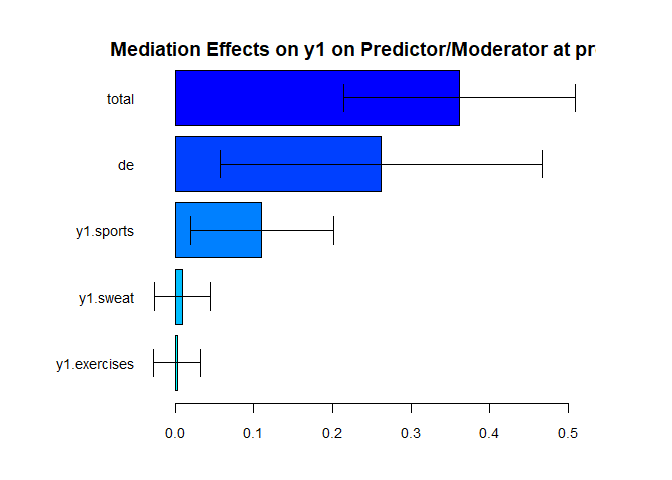 Mediation Effects on y1 on Predictor/Moderator at pr
total
de
y1.sports
y1.sweat
y1.exercises
0.0 0.1 0.2 0.3 0.4 0.5